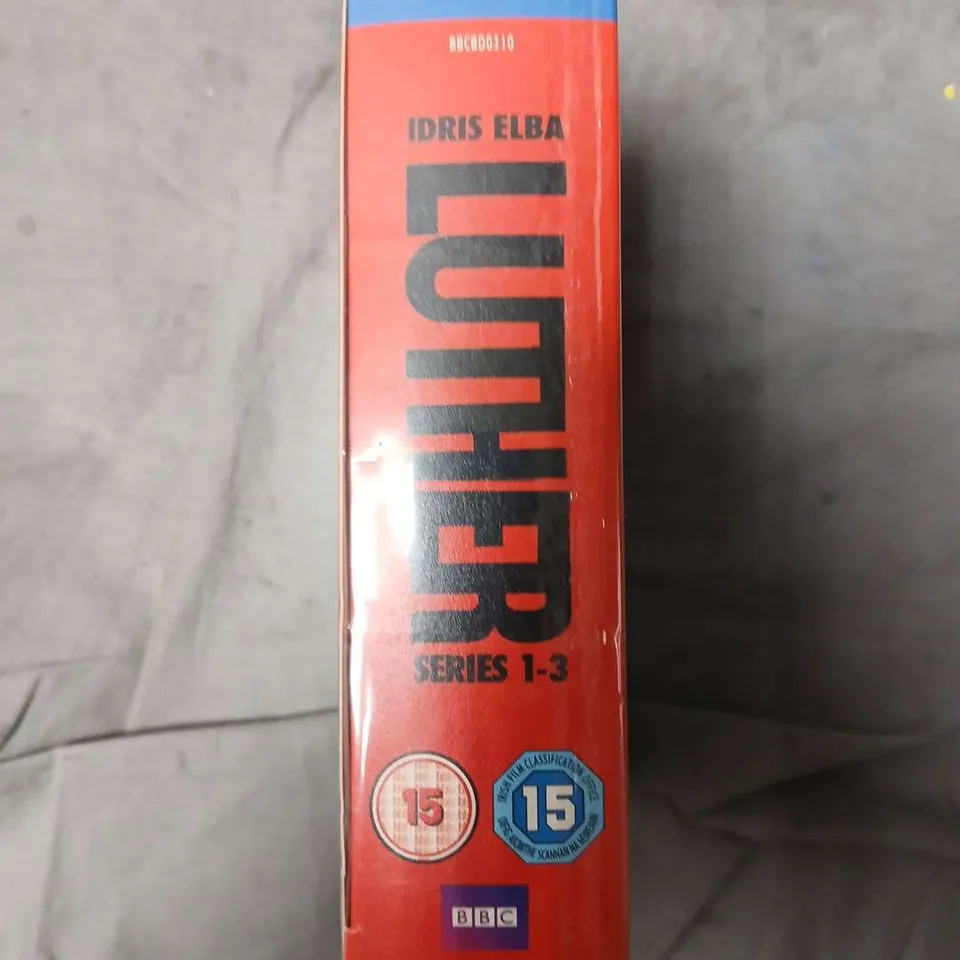 BBCBD0310
IDRIS ELBA
LUTHER
SERIES 1-3
15
IRISH FILM CLASSIFICATION OFFICE
15
BBC